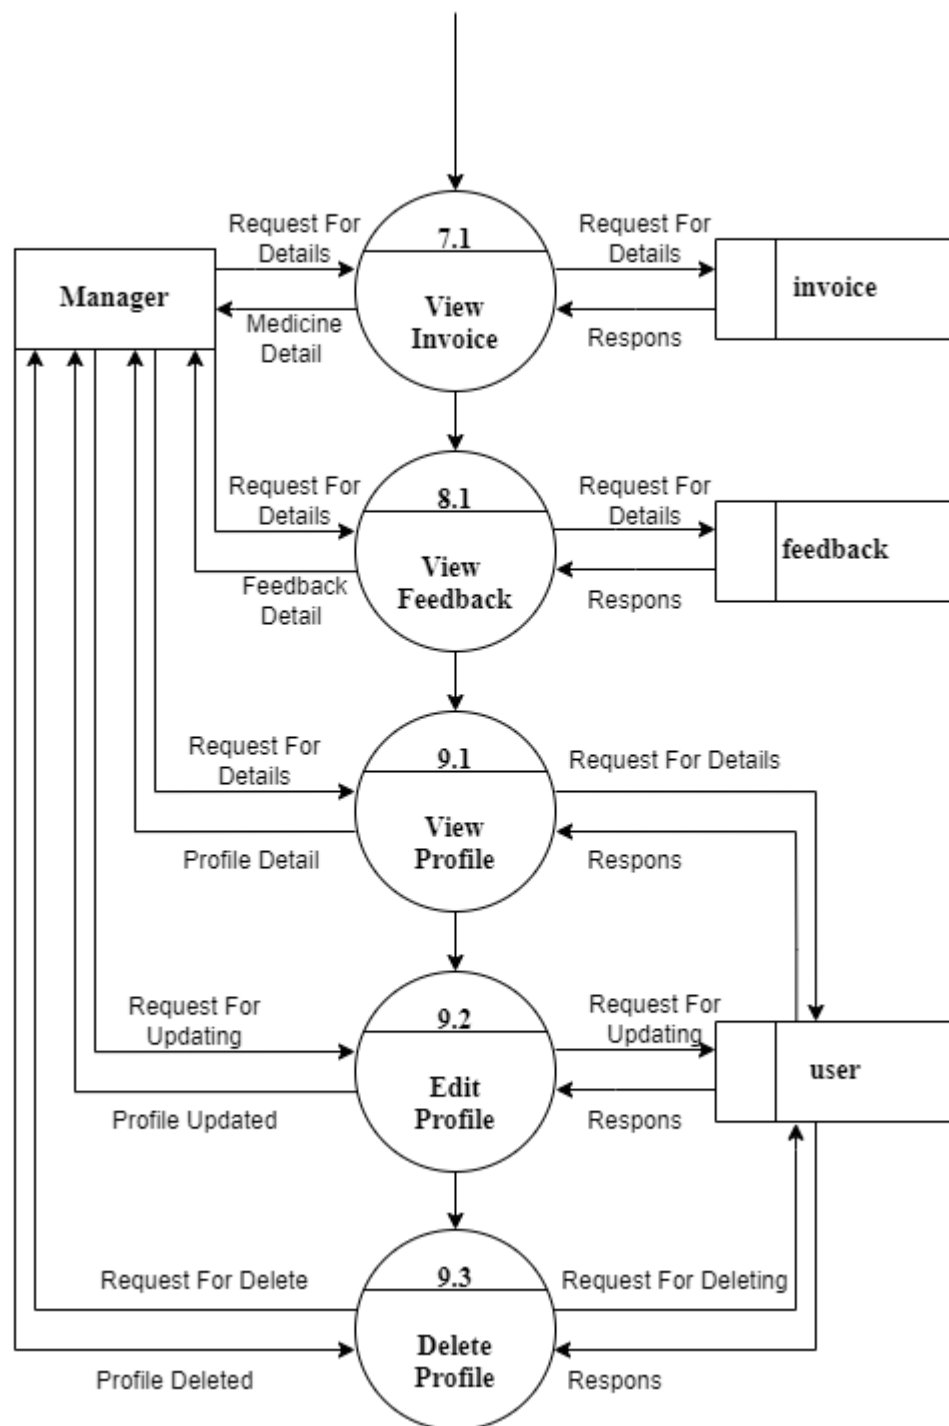 Request For
Details
7.1
Request For
Details
Manager
View
Invoice
invoice
Medicine
Detail
Respons
Request For
Details
8.1
Request For
Details
View
Feedback
feedback
Feedback
Detail
Respons
Request For
Details
9.1
Request For Details
View
Profile
Profile Detail
Respons
Request For
Updating
9.2
Request For
Updating
Edit
Profile
user
Profile Updated
Respons
Request For Delete
9.3
Request For Deleting
Delete
Profile
Profile Deleted
Respons